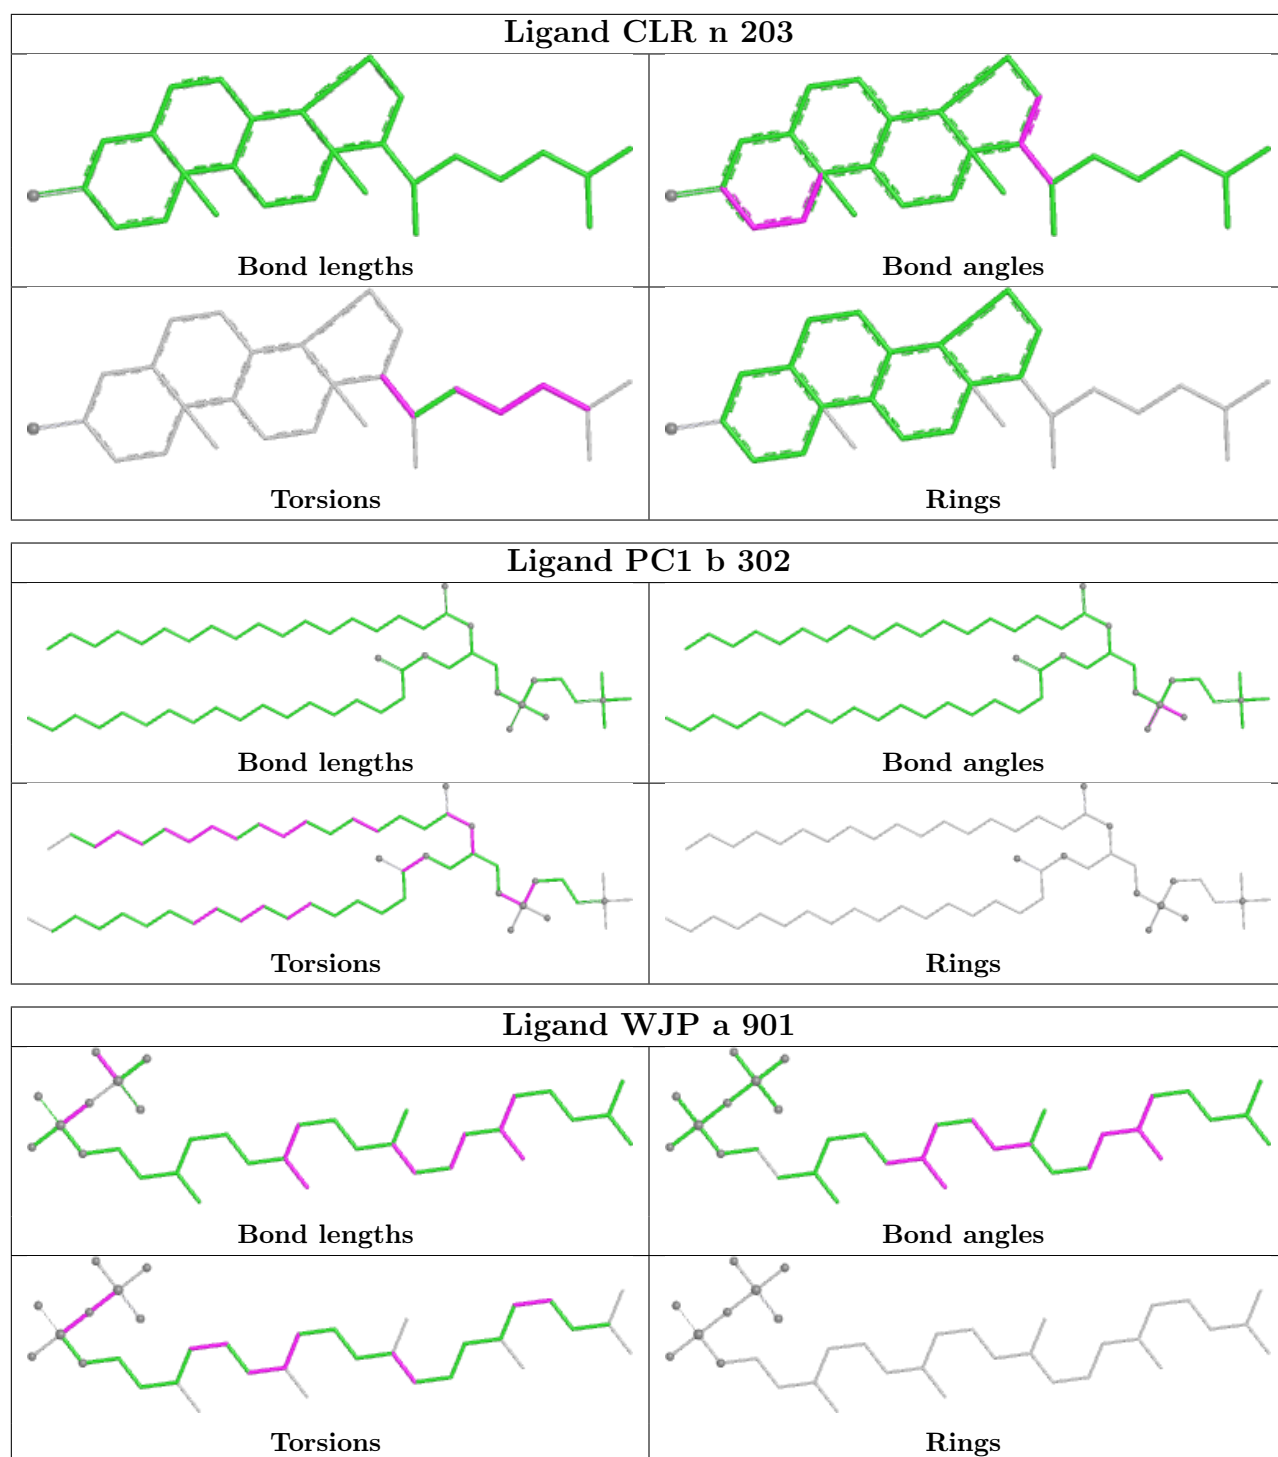 Ligand CLR n 203
Bond lengths
Bond angles
Torsions
Rings
Ligand PC1 b 302
Bond lengths
Bond angles
Torsions
Rings
Ligand WJP a 901
Bond lengths
Bond angles
Torsions
Rings